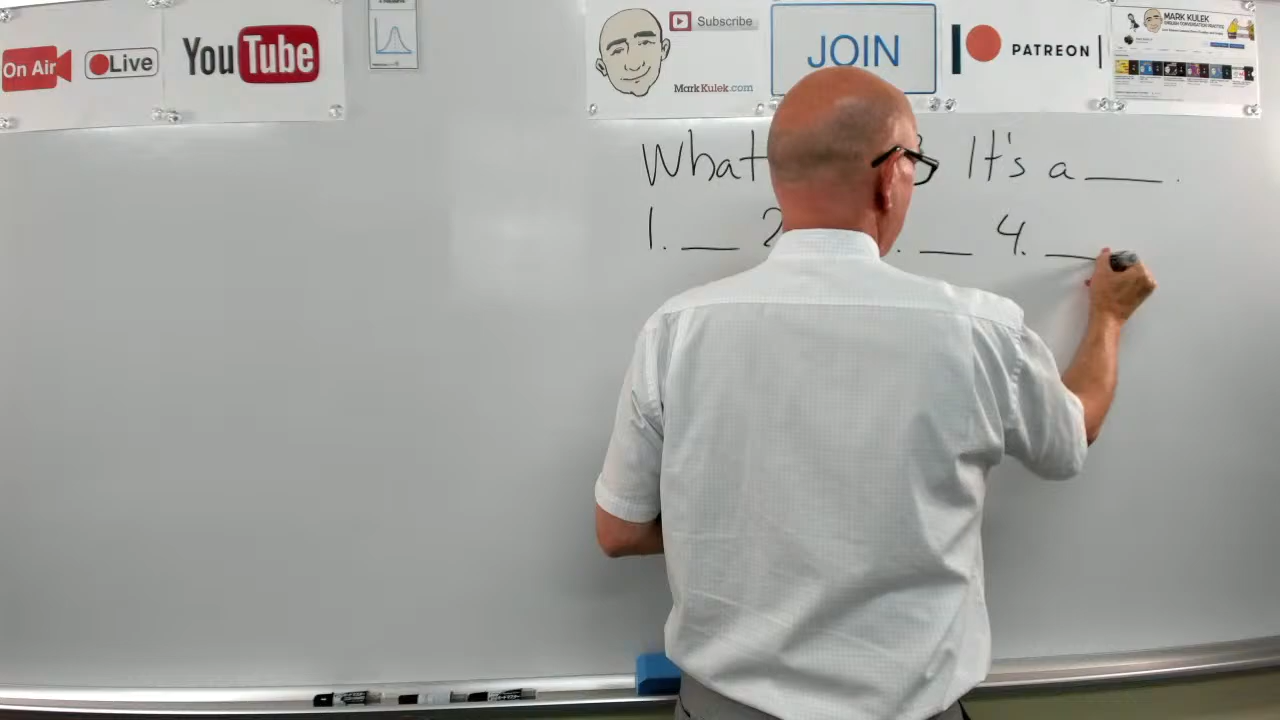 On Air
Live
YouTube
Subscribe
MarkKulek.com
JOIN
PATREON
MARK KULEK
What It's a ___.
1. ___ 2 . ___ 4. ___